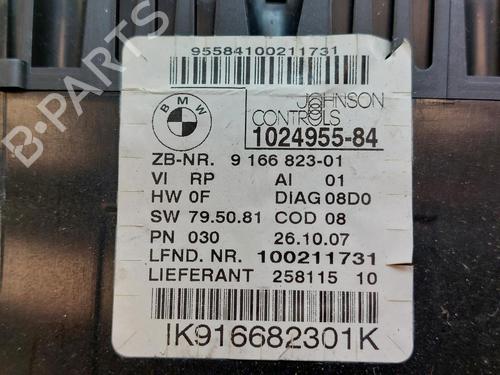 95584100211731
BMW
JOHNSON
CONTROLS
1024955-84
ZB-NR. 9 166 823-01
VI RP AI 01
HW 0F DIAG 08D0
SW 79.50.81 COD 08
PN 030 26.10.07
LFND. NR. 100211731
LIEFERANT 258115 10
IK916682301K
B-PARTS